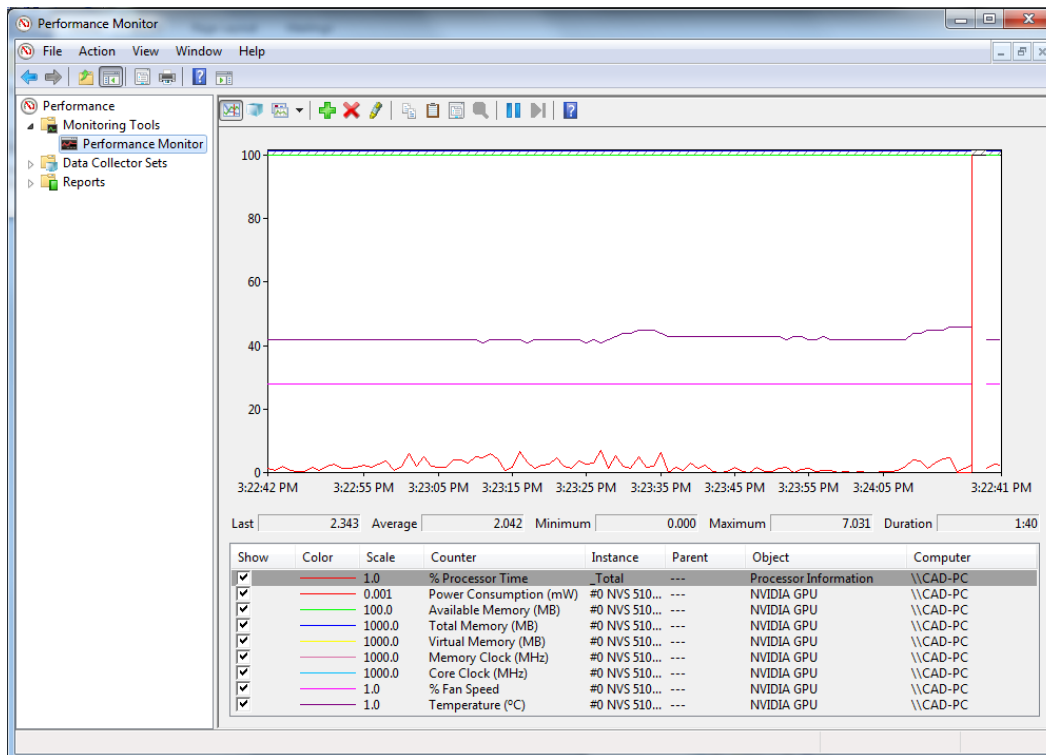 Performance Monitor
File Action View Window Help
Performance
Monitoring Tools
Performance Monitor
Data Collector Sets
Reports
100
80
60
40
20
0
3:22:42 PM 3:22:55 PM 3:23:05 PM 3:23:15 PM 3:23:25 PM 3:23:35 PM 3:23:45 PM 3:23:55 PM 3:24:05 PM 3:22:41 PM
Last 2.343 Average 2.042 Minimum 0.000 Maximum 7.031 Duration 1:40
Show Color Scale Counter Instance Parent Object Computer
1.0 % Processor Time _Total --- Processor Information \\CAD-PC
0.001 Power Consumption (mW) #0 NVS 510... --- NVIDIA GPU \\CAD-PC
100.0 Available Memory (MB) #0 NVS 510... --- NVIDIA GPU \\CAD-PC
1000.0 Total Memory (MB) #0 NVS 510... --- NVIDIA GPU \\CAD-PC
1000.0 Virtual Memory (MB) #0 NVS 510... --- NVIDIA GPU \\CAD-PC
1000.0 Memory Clock (MHz) #0 NVS 510... --- NVIDIA GPU \\CAD-PC
1000.0 Core Clock (MHz) #0 NVS 510... --- NVIDIA GPU \\CAD-PC
1.0 % Fan Speed #0 NVS 510... --- NVIDIA GPU \\CAD-PC
1.0 Temperature (ºC) #0 NVS 510... --- NVIDIA GPU \\CAD-PC